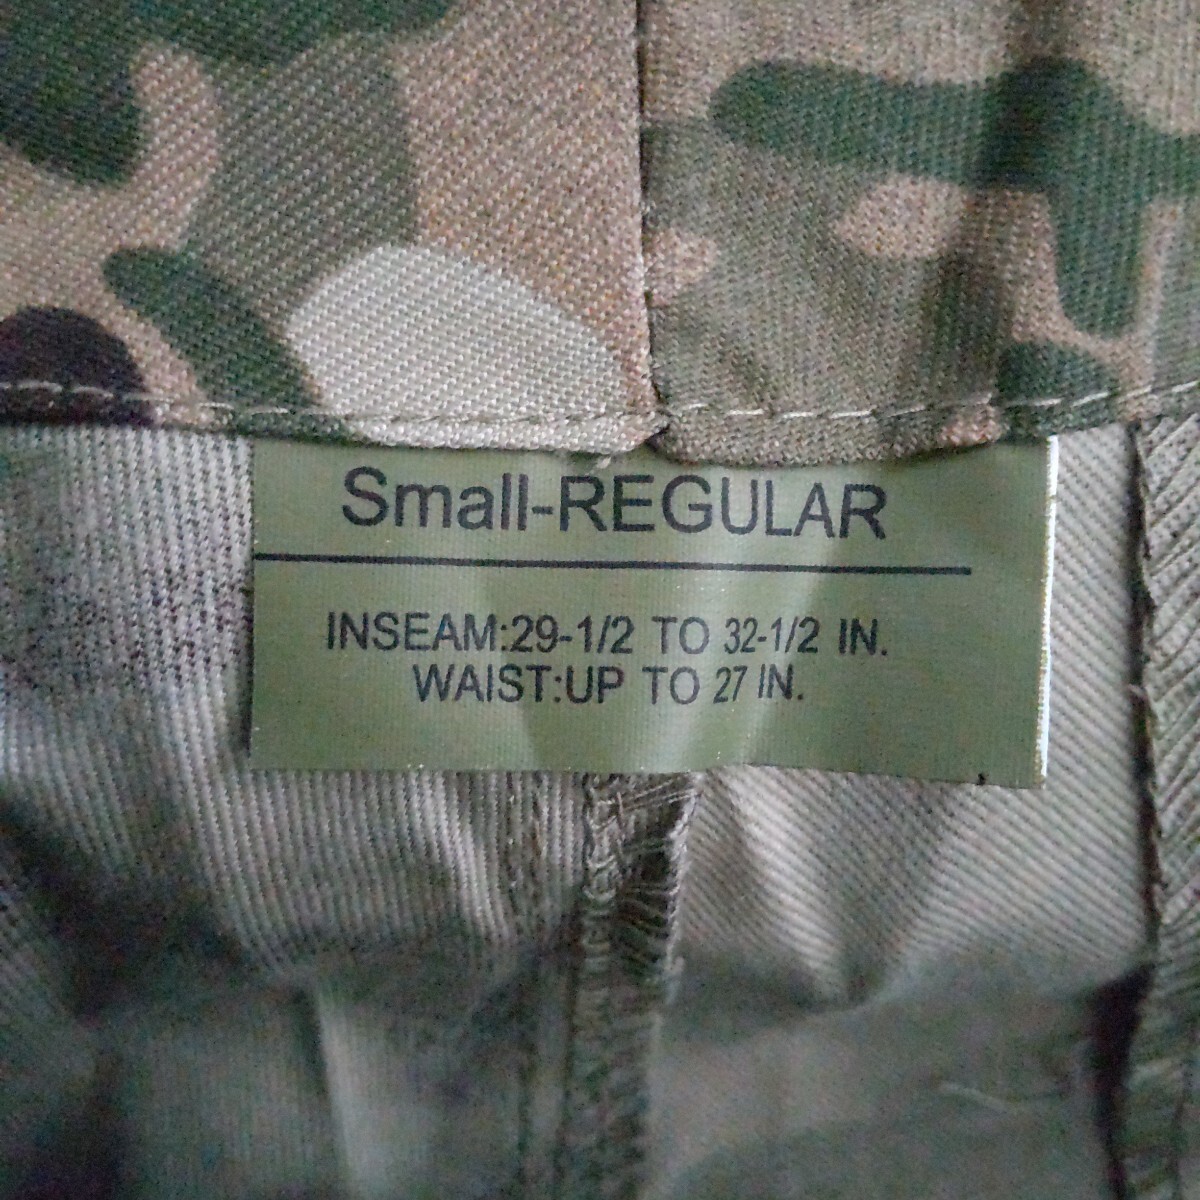 Small-REGULAR
INSEAM:29-1/2 TO 32-1/2 IN.
WAIST:UP TO 27 IN.